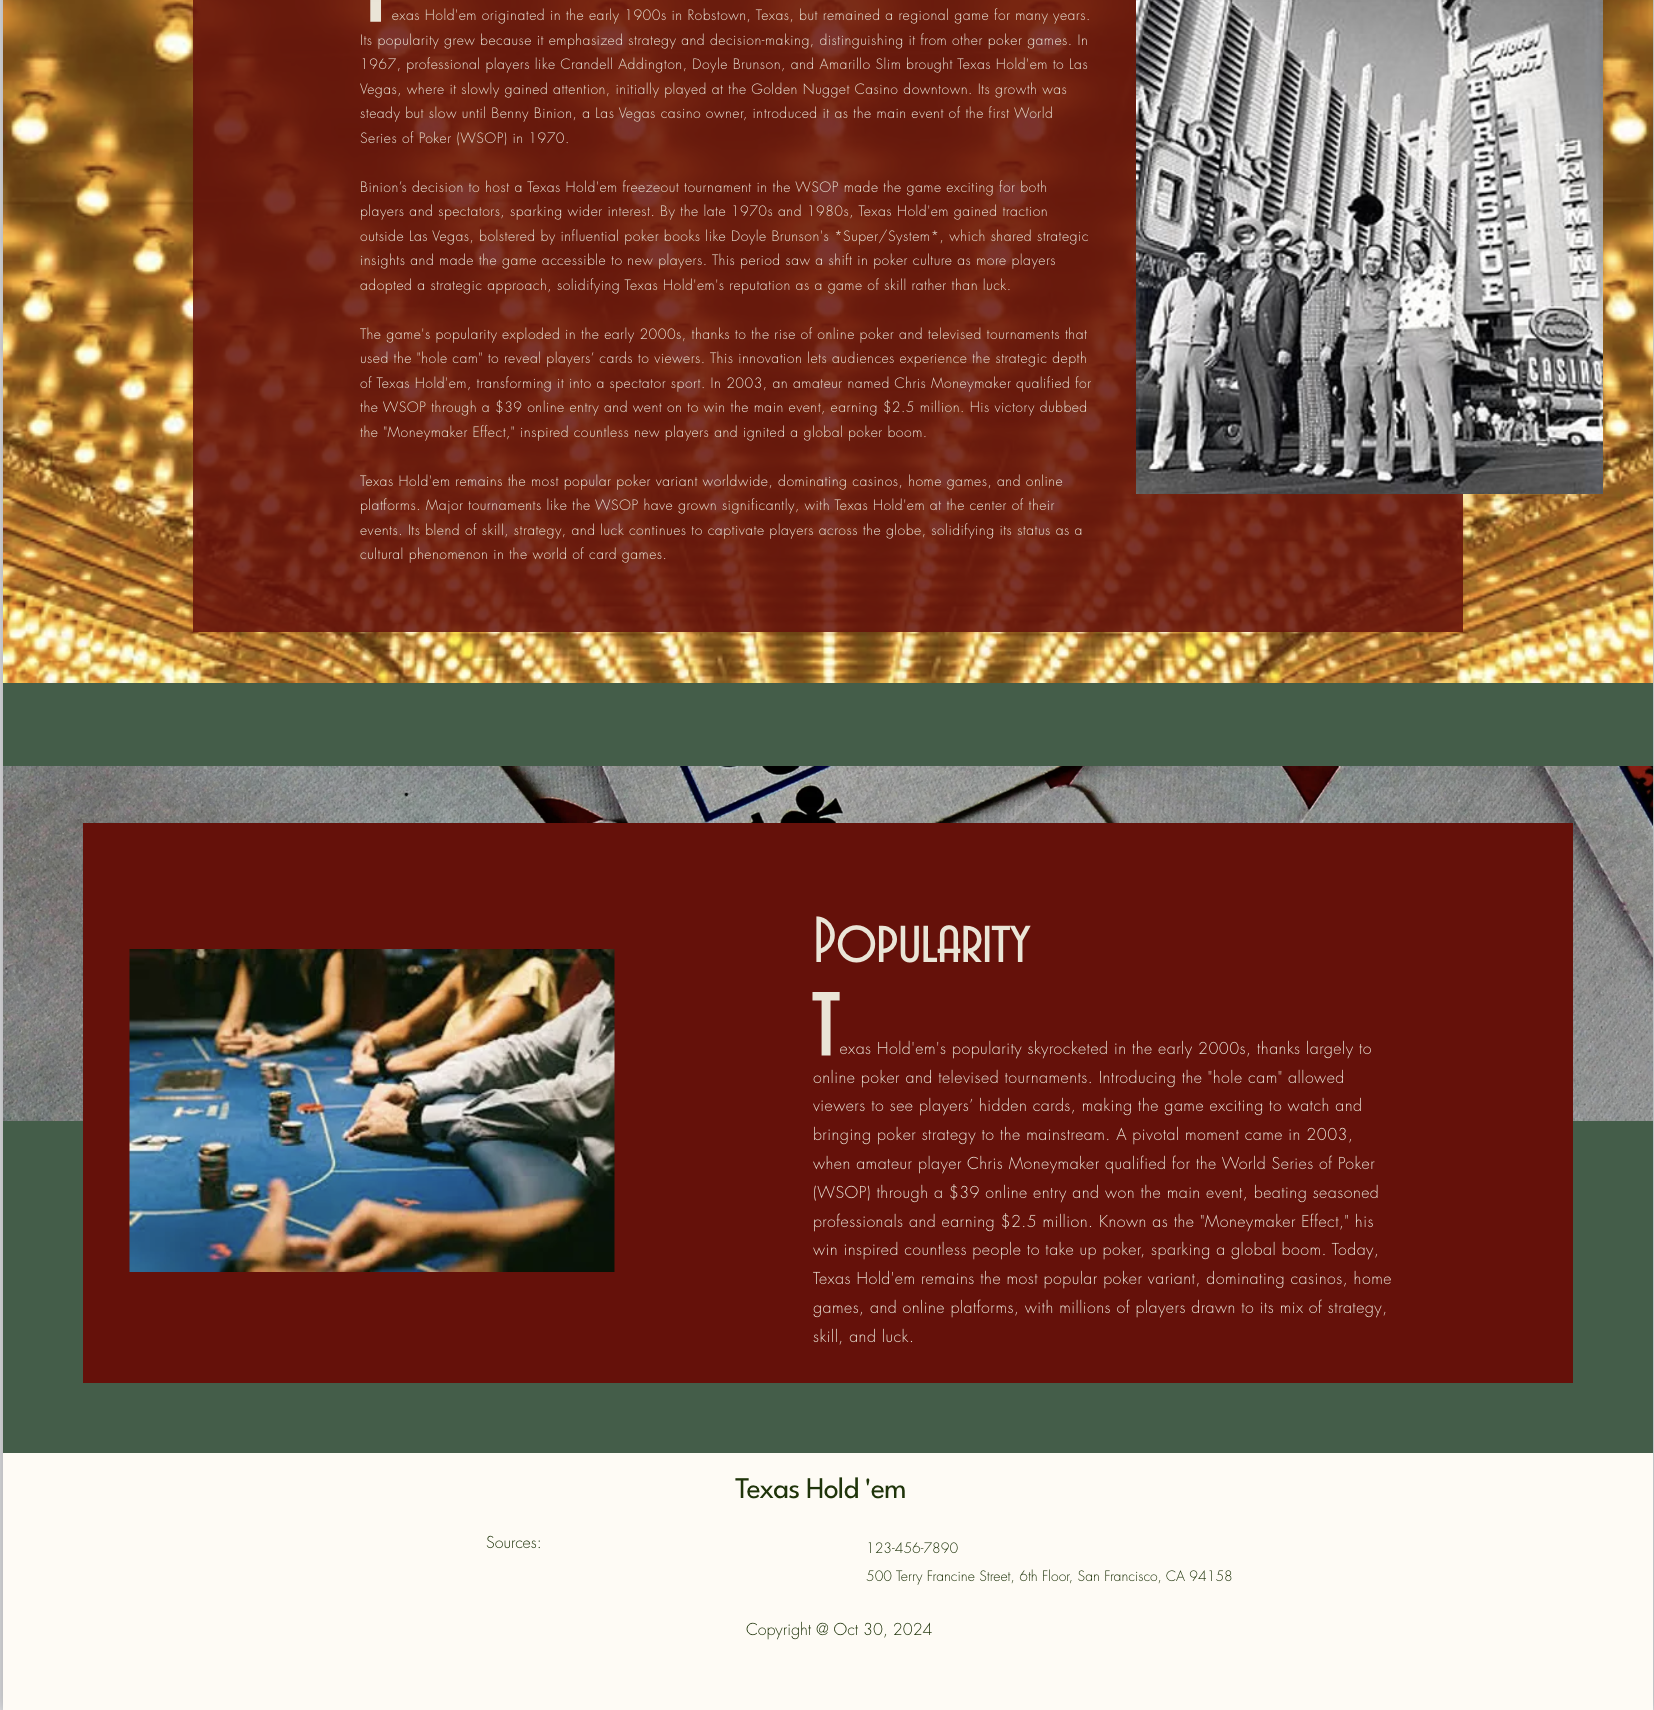 Texas Hold'em originated in the early 1900s in Robstown, Texas, but remained a regional game for many years.
Its popularity grew because it emphasized strategy and decision-making, distinguishing it from other poker games. In
1967, professional players like Crandell Addington, Doyle Brunson, and Amarillo Slim brought Texas Hold'em to Las
Vegas, where it slowly gained attention, initially played at the Golden Nugget Casino downtown. Its growth was
steady but slow until Benny Binion, a Las Vegas casino owner, introduced it as the main event of the first World
Series of Poker (WSOP) in 1970.
Binion's decision to host a Texas Hold'em freezeout tournament in the WSOP made the game exciting for both
players and spectators, sparking wider interest. By the late 1970s and 1980s, Texas Hold'em gained traction
outside Las Vegas, bolstered by influential poker books like Doyle Brunson's *Super/System*, which shared strategic
insights and made the game accessible to new players. This period saw a shift in poker culture as more players
adopted a strategic approach, solidifying Texas Hold'em's reputation as a game of skill rather than luck.
The game's popularity exploded in the early 2000s, thanks to the rise of online poker and televised tournaments that
used the "hole cam" to reveal players' cards to viewers. This innovation lets audiences experience the strategic depth
of Texas Hold'em, transforming it into a spectator sport. In 2003, an amateur named Chris Moneymaker qualified for
the WSOP through a $39 online entry and went on to win the main event, earning $2.5 million. His victory dubbed
the "Moneymaker Effect," inspired countless new players and ignited a global poker boom.
Texas Hold'em remains the most popular poker variant worldwide, dominating casinos, home games, and online
platforms. Major tournaments like the WSOP have grown significantly, with Texas Hold'em at the center of their
events. Its blend of skill, strategy, and luck continues to captivate players across the globe, solidifying its status as a
cultural phenomenon in the world of card games.
Hotel
HORSESHOE
FREMONT
CASINO
Popularity
Texas Hold'em's popularity skyrocketed in the early 2000s, thanks largely to
online poker and televised tournaments. Introducing the "hole cam" allowed
viewers to see players' hidden cards, making the game exciting to watch and
bringing poker strategy to the mainstream. A pivotal moment came in 2003,
when amateur player Chris Moneymaker qualified for the World Series of Poker
(WSOP) through a $39 online entry and won the main event, beating seasoned
professionals and earning $2.5 million. Known as the "Moneymaker Effect," his
win inspired countless people to take up poker, sparking a global boom. Today,
Texas Hold'em remains the most popular poker variant, dominating casinos, home
games, and online platforms, with millions of players drawn to its mix of strategy,
skill, and luck.
Texas Hold 'em
Sources:
123-456-7890
500 Terry Francine Street, 6th Floor, San Francisco, CA 94158
Copyright @ Oct 30, 2024